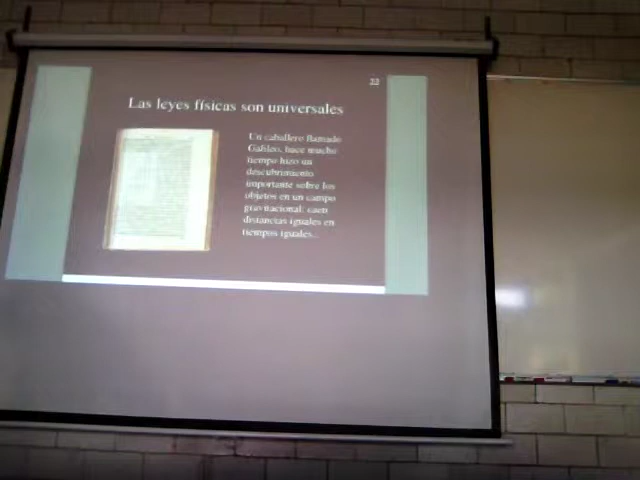 22
Las leyes físicas son universales
Un caballero llamado
Galileo, hace mucho
tiempo hizo un
descubrimiento
importante sobre los
objetos en un campo
gravitacional: caen
distancias iguales en
tiempos iguales...